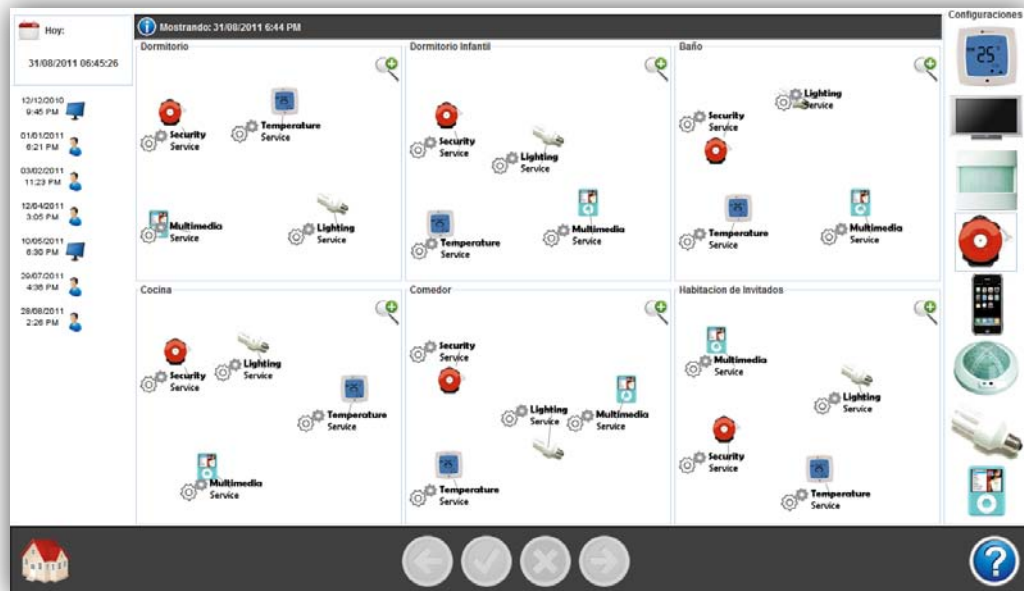 Configuraciones
Hoy:
Mostrando: 31/08/2011 6:44 PM
31/08/2011 06:45:26
12/12/2010
9:45 PM
01/01/2011
6:21 PM
03/02/2011
11:23 PM
12/04/2011
3:05 PM
10/05/2011
6:30 PM
29/07/2011
4:36 PM
28/08/2011
2:26 PM
Dormitorio
Security
Service
Temperature
Service
Multimedia
Service
Lighting
Service
Dormitorio Infantil
Security
Service
Lighting
Service
Temperature
Service
Multimedia
Service
Baño
Lighting
Service
Security
Service
Temperature
Service
Multimedia
Service
Cocina
Security
Service
Lighting
Service
Temperature
Service
Multimedia
Service
Comedor
Security
Service
Lighting
Service
Multimedia
Service
Temperature
Service
Habitacion de Invitados
Multimedia
Service
Lighting
Service
Security
Service
Temperature
Service
25